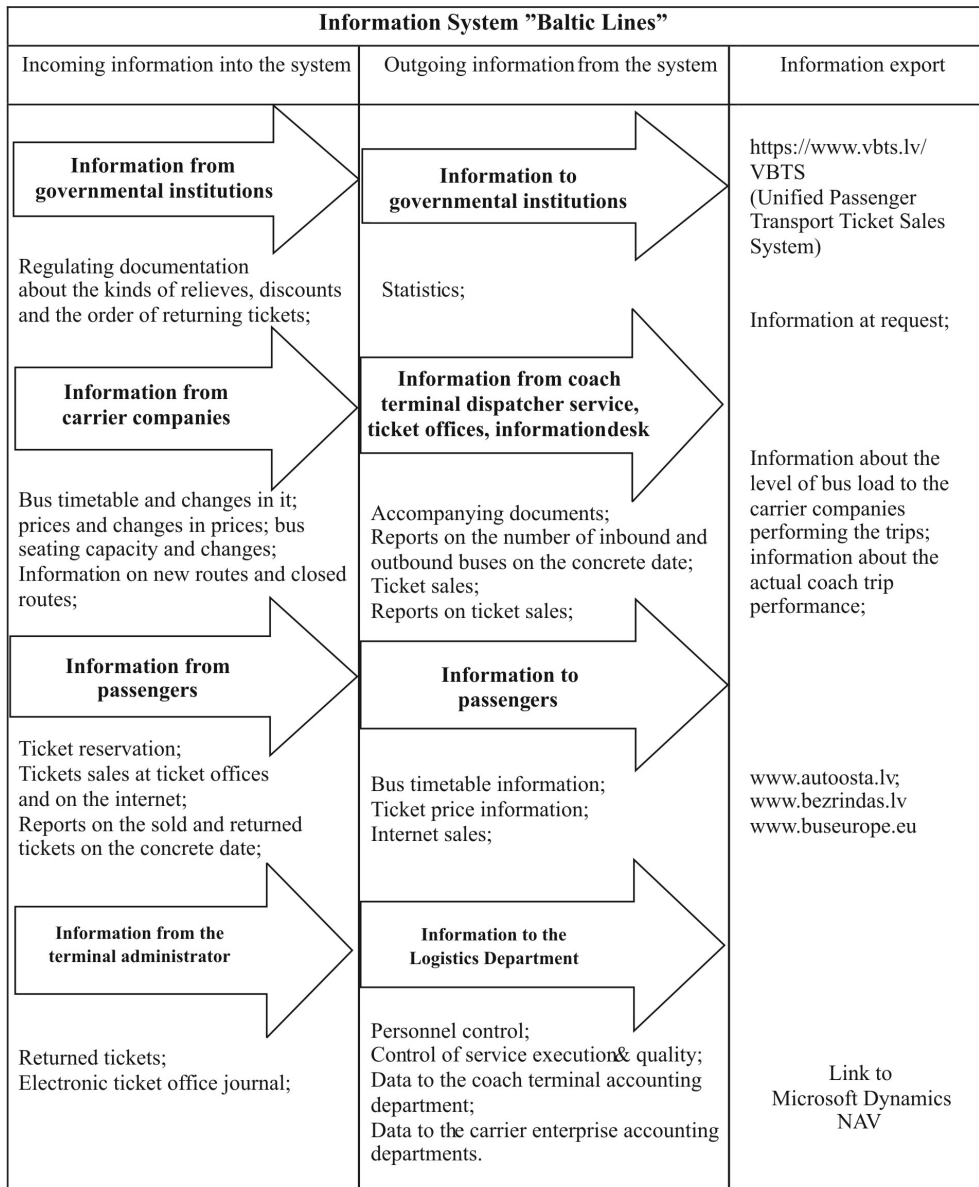 Information System ”Baltic Lines”
Incoming information into the system
Outgoing information from the system
Information export
Information from
governmental institutions
Information to
governmental institutions
https://www.vbts.lv/
VBTS
(Unified Passenger
Transport Ticket Sales
System)
Regulating documentation
about the kinds of relieves, discounts
and the order of returning tickets;
Statistics;
Information at request;
Information from
carrier companies
Information from coach
terminal dispatcher service,
ticket offices, informationdesk
Information about the
level of bus load to the
carrier companies
performing the trips;
information about the
actual coach trip
performance;
Bus timetable and changes in it;
prices and changes in prices; bus
seating capacity and changes;
Information on new routes and closed
routes;
Accompanying documents;
Reports on the number of inbound and
outbound buses on the concrete date;
Ticket sales;
Reports on ticket sales;
Information from
passengers
Information to
passengers
Ticket reservation;
Tickets sales at ticket offices
and on the internet;
Reports on the sold and returned
tickets on the concrete date;
Bus timetable information;
Ticket price information;
Internet sales;
www.autoosta.lv;
www.bezrindas.lv
www.buseurope.eu
Information from the
terminal administrator
Information to the
Logistics Department
Returned tickets;
Electronic ticket office journal;
Personnel control;
Control of service execution& quality;
Data to the coach terminal accounting
department;
Data to the carrier enterprise accounting
departments.
Link to
Microsoft Dynamics
NAV